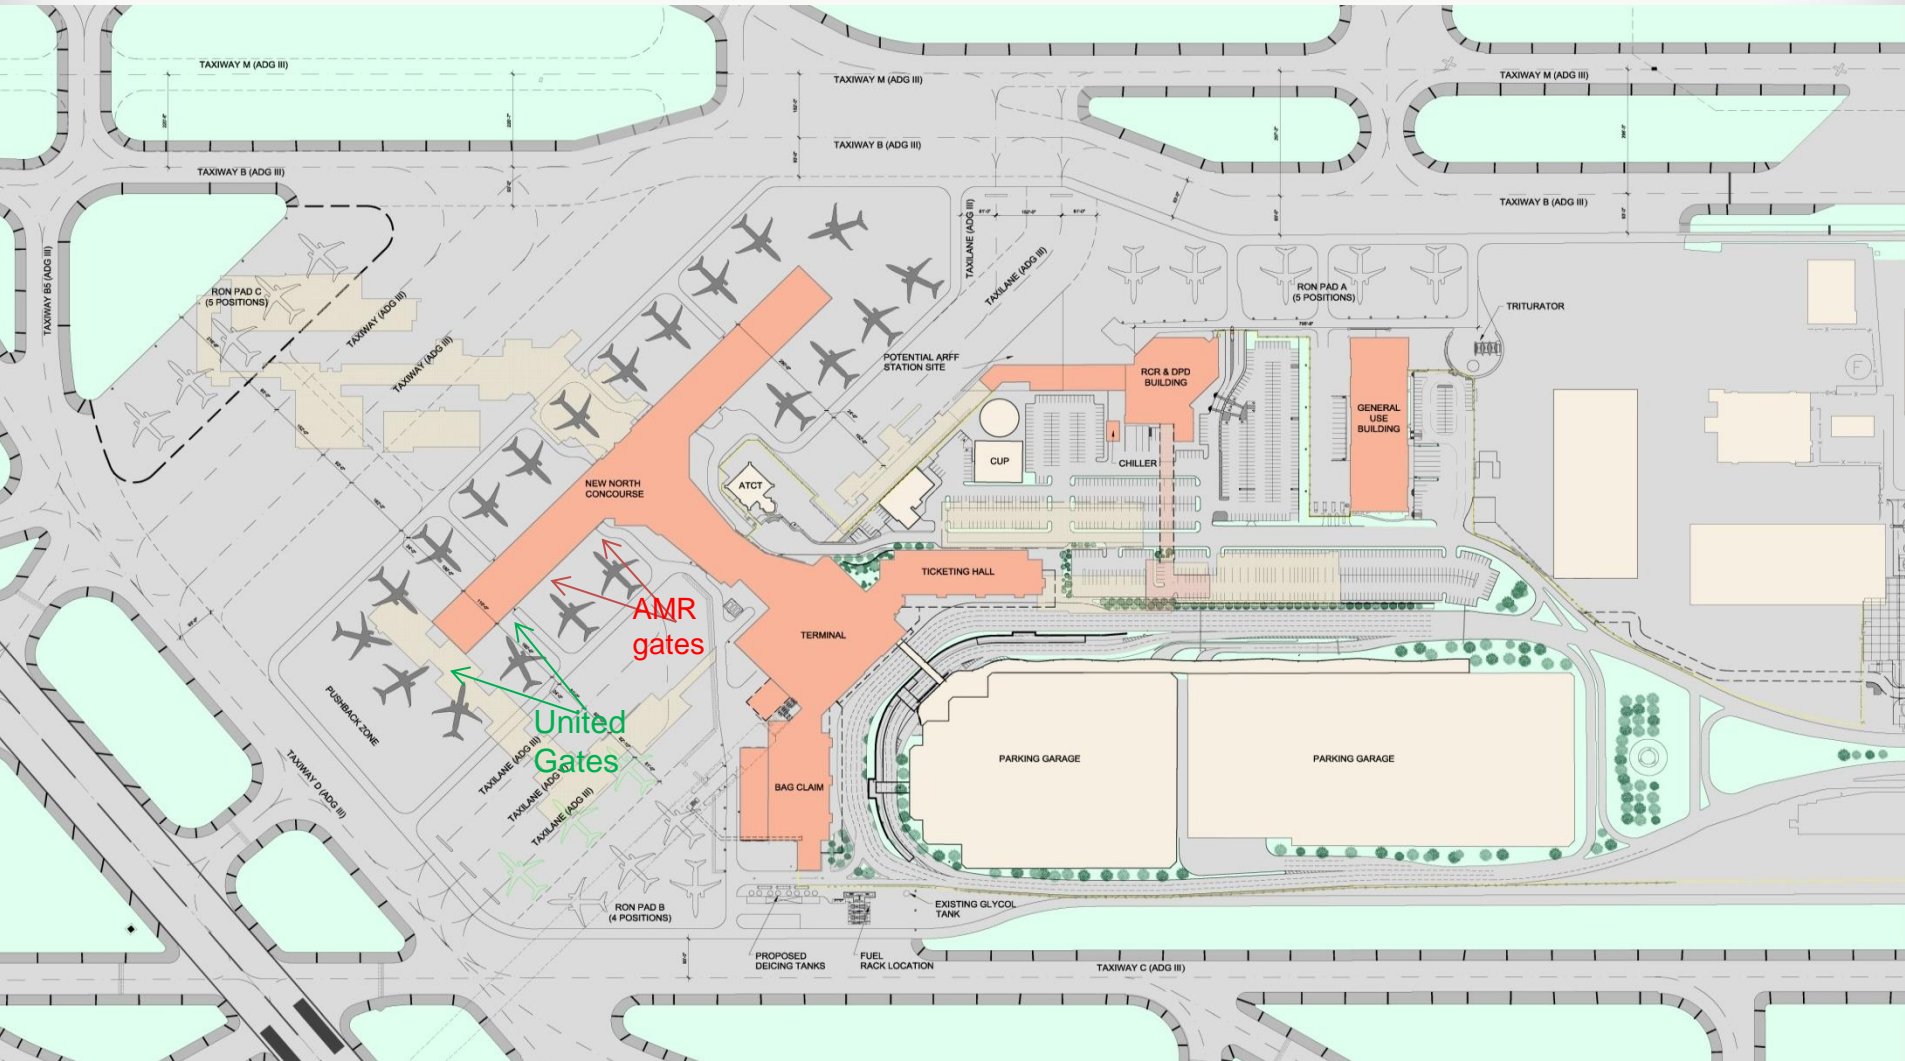 TAXIWAY M (ADG III)
TAXIWAY M (ADG III)
TAXIWAY M (ADG III)
TAXIWAY B (ADG III)
TAXIWAY B (ADG III)
TAXIWAY B (ADG III)
TAXIWAY B5 (ADG III)
RON PAD C
(5 POSITIONS)
TAXIWAY (ADG III)
TAXIWAY (ADG III)
TAXILANE (ADG III)
TAXILANE (ADG III)
RON PAD A
(5 POSITIONS)
TRITURATOR
POTENTIAL ARFF
STATION SITE
RCR & DPD
BUILDING
GENERAL
USE
BUILDING
CUP
CHILLER
ATCT
F
NEW NORTH
CONCOURSE
TICKETING HALL
AMR
gates
TERMINAL
United
Gates
PUSHBACK ZONE
TAXIWAY D (ADG III)
TAXILANE (ADG III)
TAXILANE (ADG
TAXILANE (ADG III)
BAG CLAIM
PARKING GARAGE
PARKING GARAGE
RON PAD B
(4 POSITIONS)
EXISTING GLYCOL
TANK
PROPOSED
DEICING TANKS
FUEL
RACK LOCATION
TAXIWAY C (ADG III)